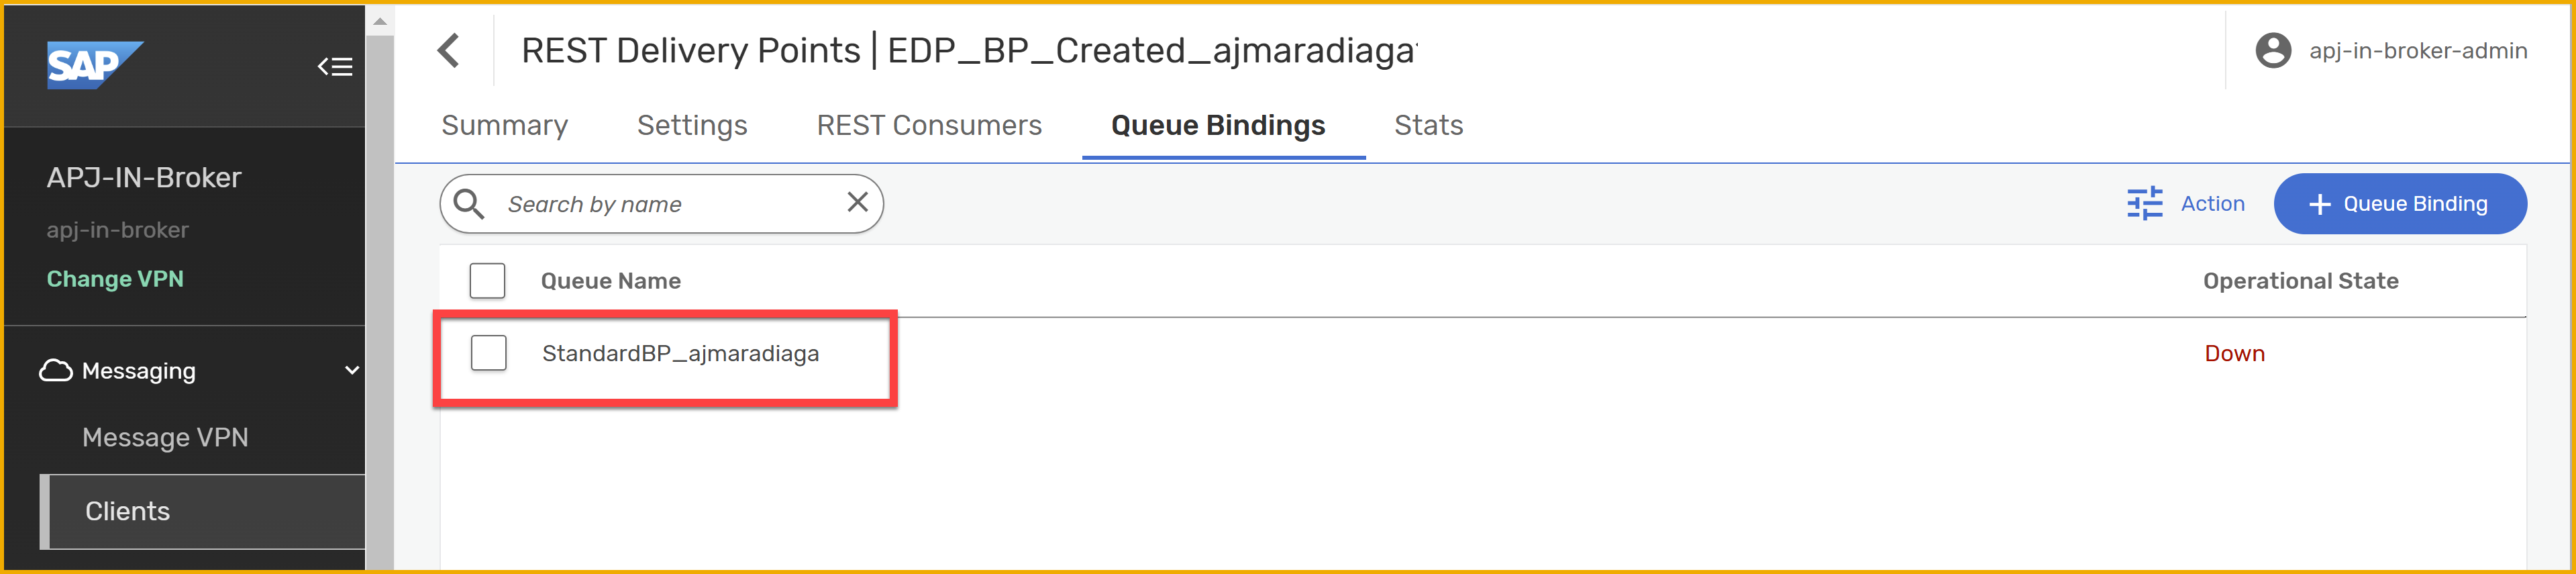 SAP
REST Delivery Points | EDP_BP_Created_ajmaradiaga
apj-in-broker-admin
Summary Settings REST Consumers Queue Bindings Stats
APJ-IN-Broker
apj-in-broker
Change VPN
Search by name
Action
Queue Binding
Queue Name Operational State
StandardBP_ajmaradiaga Down
Messaging
Message VPN
Clients